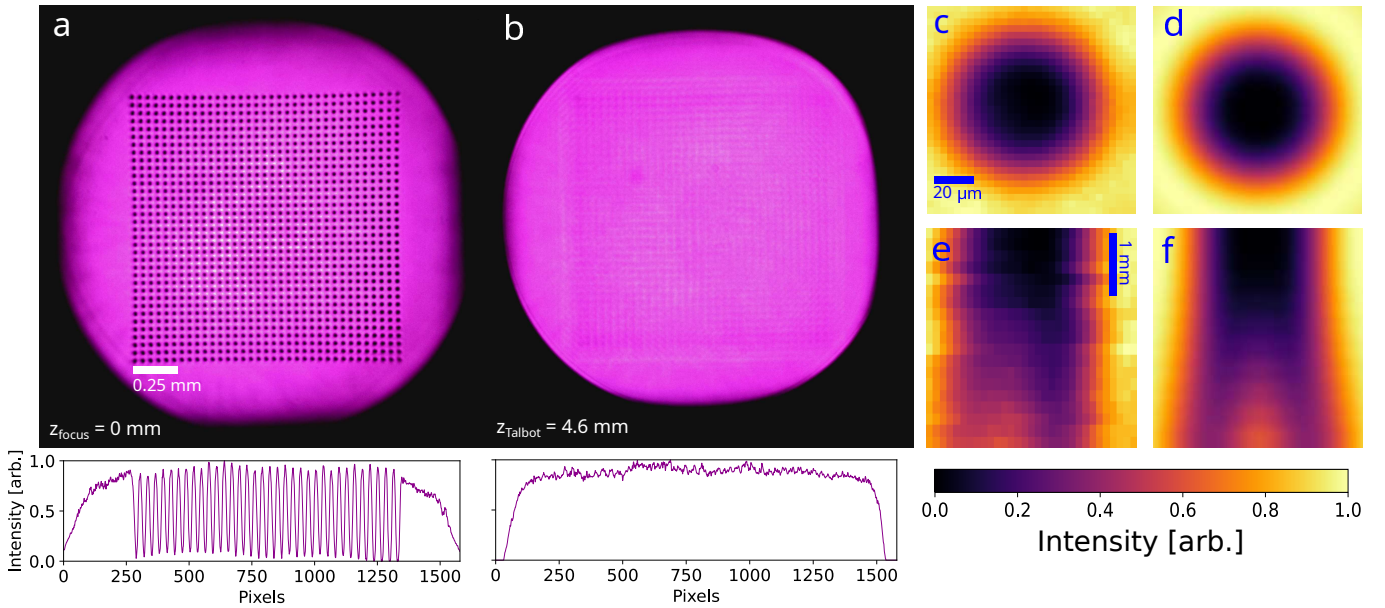 a
b
0.25 mm
z_focus = 0 mm
z_Talbot = 4.6 mm
c
d
20 µm
e
1 mm
f
1.0
0.5
0.0
Intensity [arb.]
0 250 500 750 1000 1250 1500
Pixels
0 250 500 750 1000 1250 1500
Pixels
0.0 0.2 0.4 0.6 0.8 1.0
Intensity [arb.]